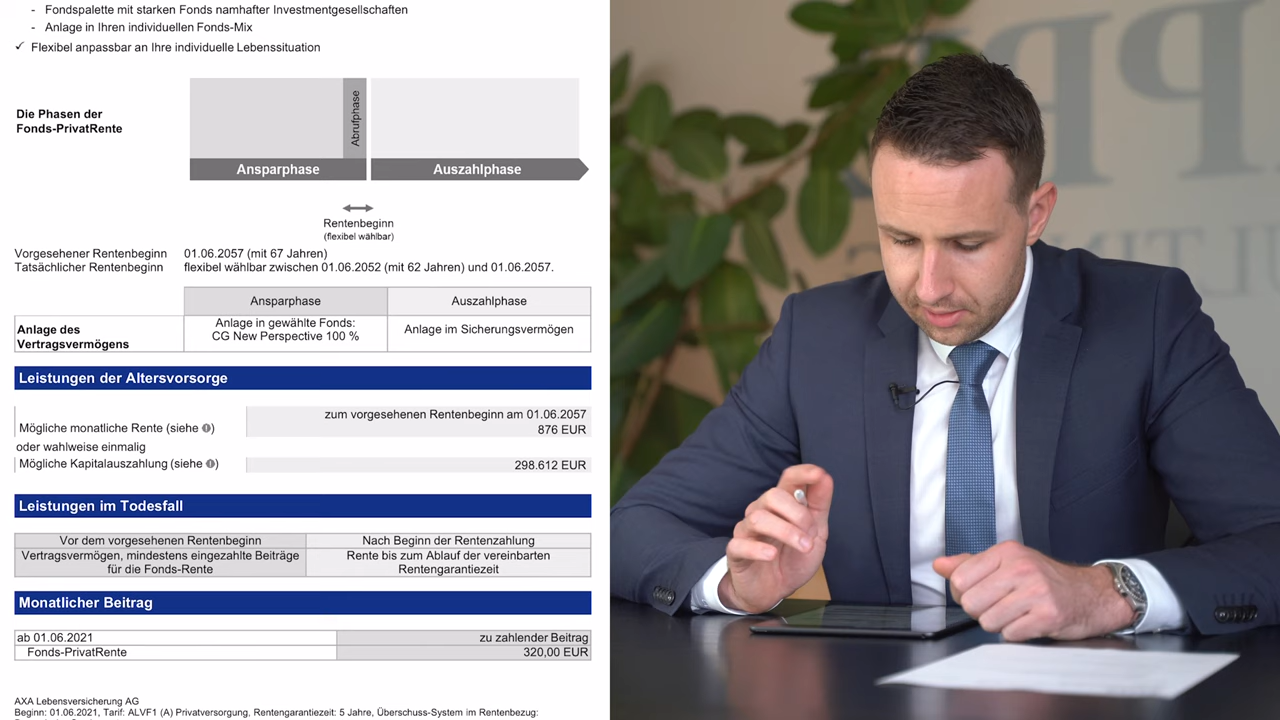 - Fondspalette mit starken Fonds namhafter Investmentgesellschaften
- Anlage in Ihren individuellen Fonds-Mix
✓ Flexibel anpassbar an Ihre individuelle Lebenssituation
Die Phasen der
Fonds-PrivatRente
Abrufphase
Ansparphase Auszahlphase
Rentenbeginn
(flexibel wählbar)
Vorgesehener Rentenbeginn 01.06.2057 (mit 67 Jahren)
Tatsächlicher Rentenbeginn flexibel wählbar zwischen 01.06.2052 (mit 62 Jahren) und 01.06.2057.
Ansparphase Auszahlphase
Anlage des
Vertragsvermögens
Anlage in gewählte Fonds:
CG New Perspective 100 %
Anlage im Sicherungsvermögen
Leistungen der Altersvorsorge
zum vorgesehenen Rentenbeginn am 01.06.2057
Mögliche monatliche Rente (siehe ) 876 EUR
oder wahlweise einmalig
Mögliche Kapitalauszahlung (siehe ) 298.612 EUR
Leistungen im Todesfall
Vor dem vorgesehenen Rentenbeginn Nach Beginn der Rentenzahlung
Vertragsvermögen, mindestens eingezahlte Beiträge
für die Fonds-Rente
Rente bis zum Ablauf der vereinbarten
Rentengarantiezeit
Monatlicher Beitrag
ab 01.06.2021 zu zahlender Beitrag
Fonds-PrivatRente 320,00 EUR
AXA Lebensversicherung AG
Beginn: 01.06.2021, Tarif: ALVF1 (A) Privatversorgung, Rentengarantiezeit: 5 Jahre, Überschuss-System im Rentenbezug: